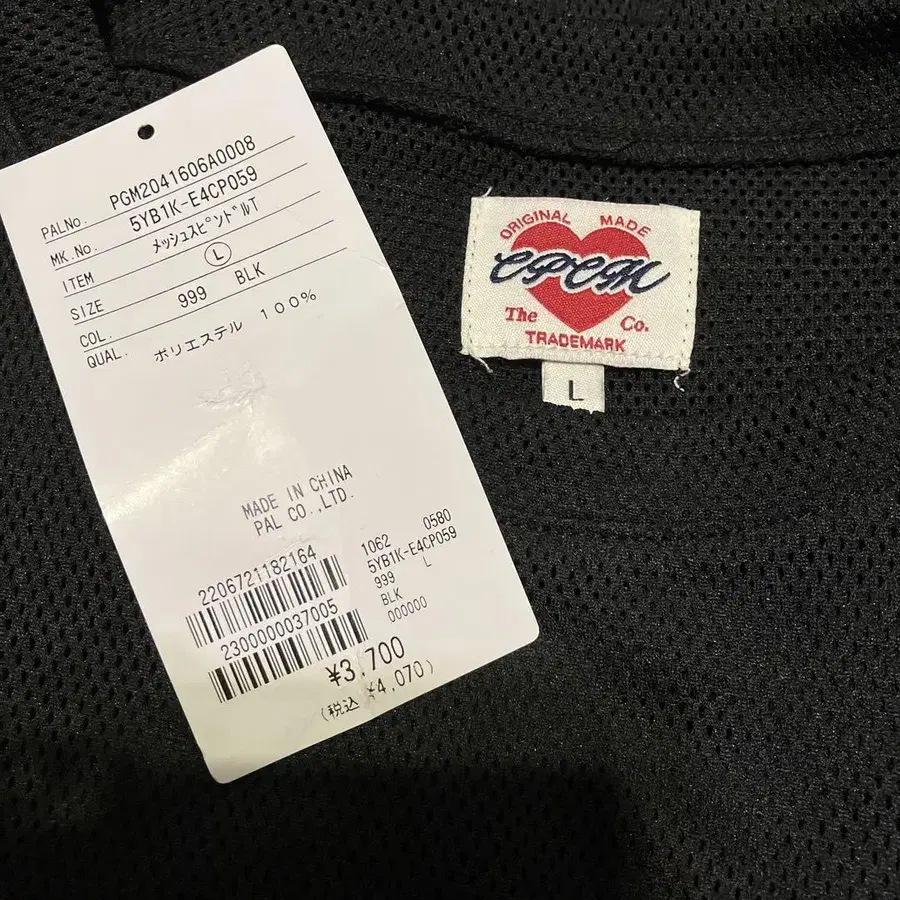 PALNo. PGM2041606A0008
MK.No. 5YB1K-E4CP059
ITEM メッシュスピンドルT
SIZE L
COL. 999 BLK
QUAL. ポリエステル 100%
MADE IN CHINA
PAL CO.,LTD.
2206721182164
2300000037005
1062 0580
5YB1K-E4CP059
999 L
BLK
000000
¥3,700
(税込 ¥4,070)
ORIGINAL MADE
CPCM
The Co.
TRADEMARK
L